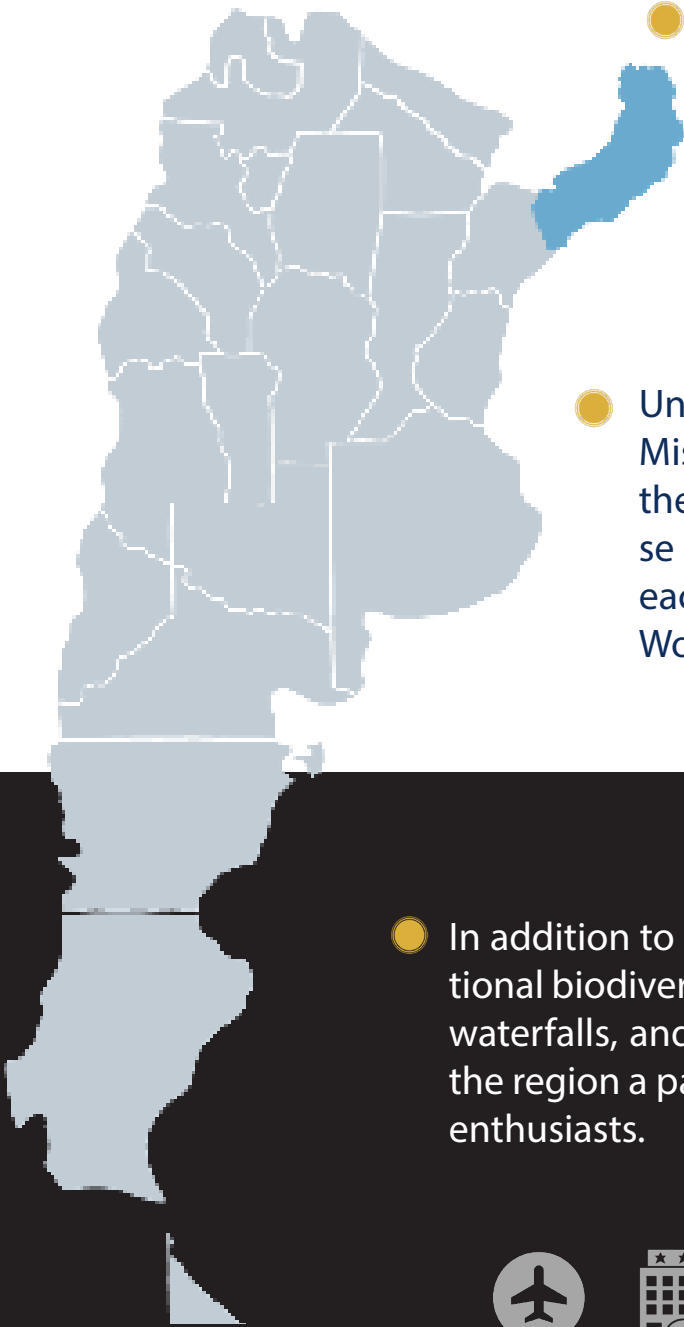 Un
Mis
the
se
eac
Wo
In addition to
tional biodiver
waterfalls, and
the region a pa
enthusiasts.